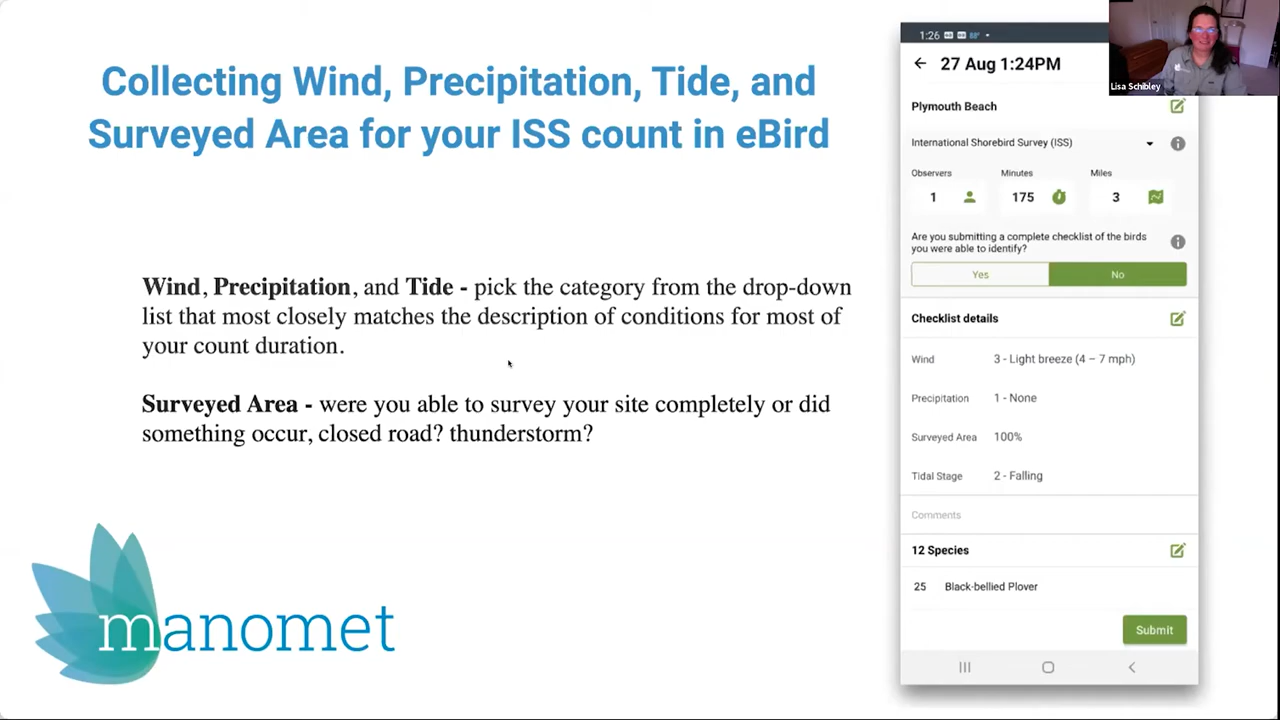 Collecting Wind, Precipitation, Tide, and
Surveyed Area for your ISS count in eBird
Wind, Precipitation, and Tide - pick the category from the drop-down
list that most closely matches the description of conditions for most of
your count duration.
Surveyed Area - were you able to survey your site completely or did
something occur, closed road? thunderstorm?
manomet
1:26
27 Aug 1:24PM
Plymouth Beach
International Shorebird Survey (ISS)
Observers Minutes Miles
1 175 3
Are you submitting a complete checklist of the birds
you were able to identify?
Yes No
Checklist details
Wind 3 - Light breeze (4 – 7 mph)
Precipitation 1 - None
Surveyed Area 100%
Tidal Stage 2 - Falling
Comments
12 Species
25 Black-bellied Plover
Submit
Lisa Schibley